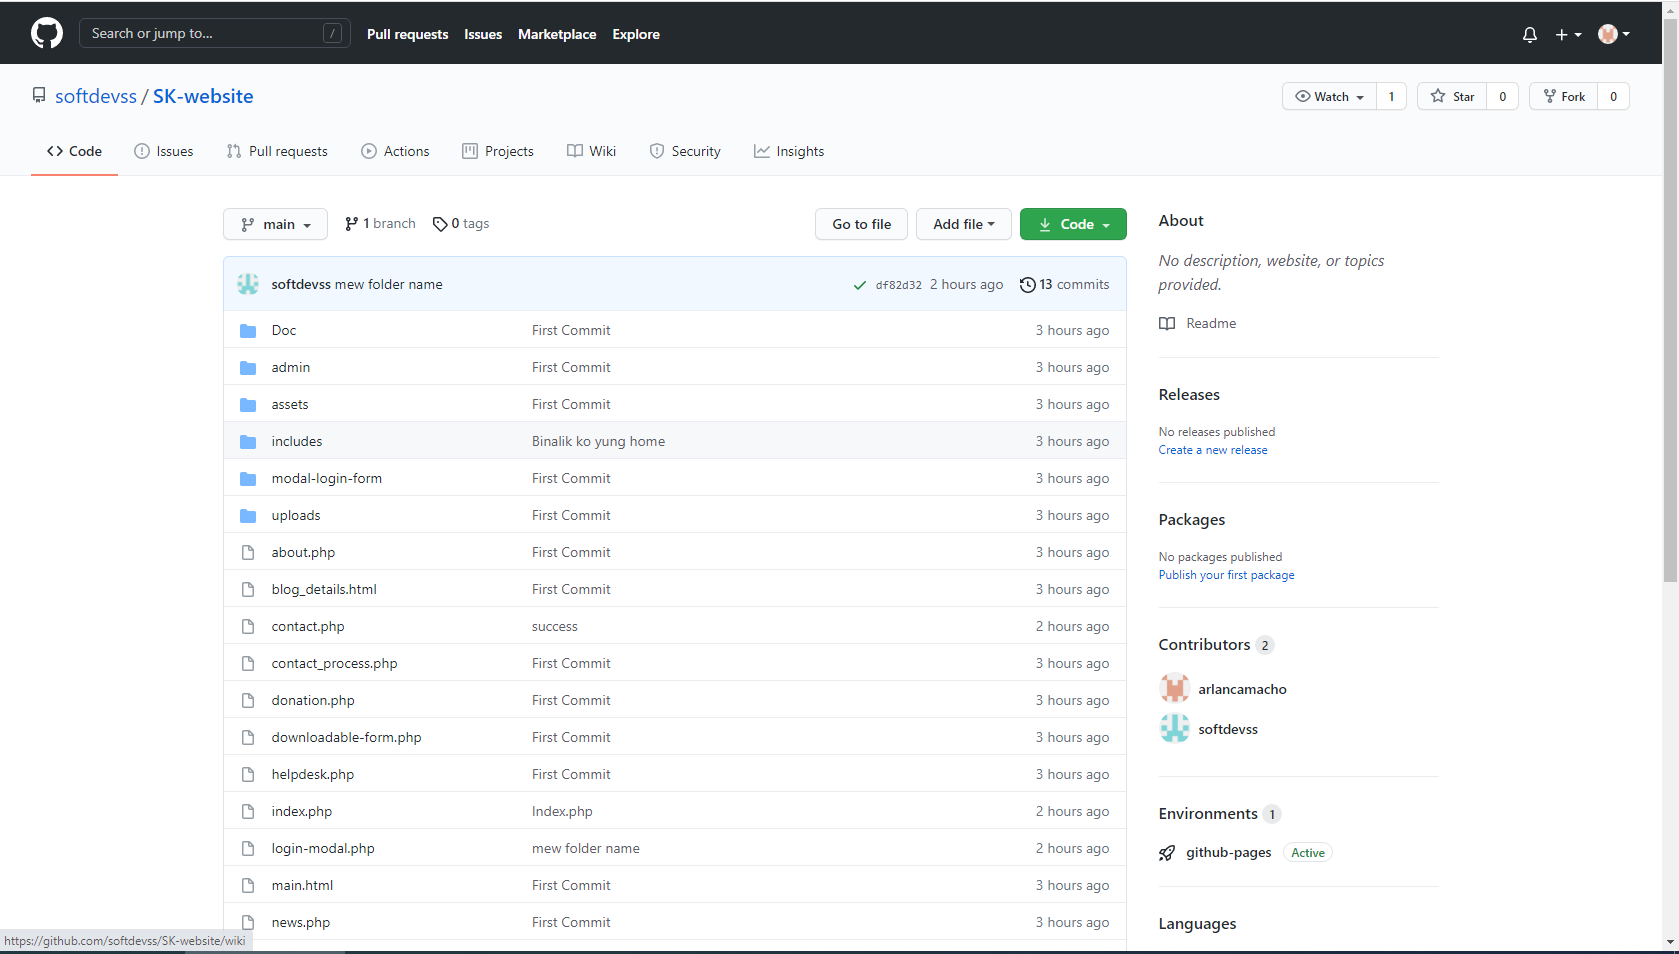 Search or jump to... /
Pull requests Issues Marketplace Explore
softdevss / SK-website
Watch 1 Star 0 Fork 0
Code Issues Pull requests Actions Projects Wiki Security Insights
main 1 branch 0 tags Go to file Add file Code
softdevss mew folder name df82d32 2 hours ago 13 commits
Doc First Commit 3 hours ago
admin First Commit 3 hours ago
assets First Commit 3 hours ago
includes Binalik ko yung home 3 hours ago
modal-login-form First Commit 3 hours ago
uploads First Commit 3 hours ago
about.php First Commit 3 hours ago
blog_details.html First Commit 3 hours ago
contact.php success 2 hours ago
contact_process.php First Commit 3 hours ago
donation.php First Commit 3 hours ago
downloadable-form.php First Commit 3 hours ago
helpdesk.php First Commit 3 hours ago
index.php Index.php 2 hours ago
login-modal.php mew folder name 2 hours ago
main.html First Commit 3 hours ago
news.php First Commit 3 hours ago
About
No description, website, or topics
provided.
Readme
Releases
No releases published
Create a new release
Packages
No packages published
Publish your first package
Contributors 2
arlancamacho
softdevss
Environments 1
github-pages Active
Languages
https://github.com/softdevss/SK-website/wiki